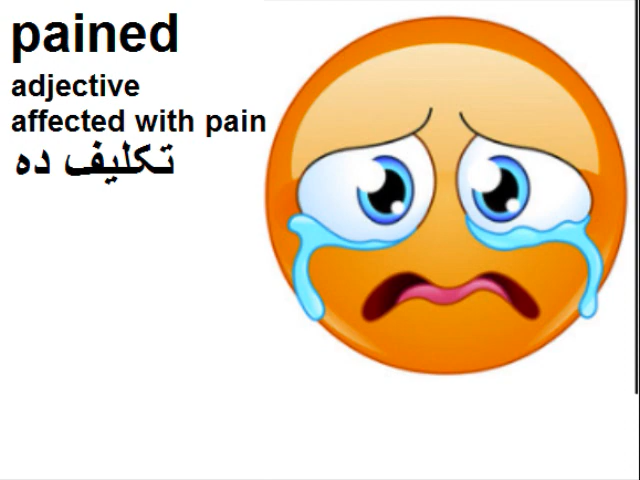 pained
adjective
affected with pain
تکلیف ده